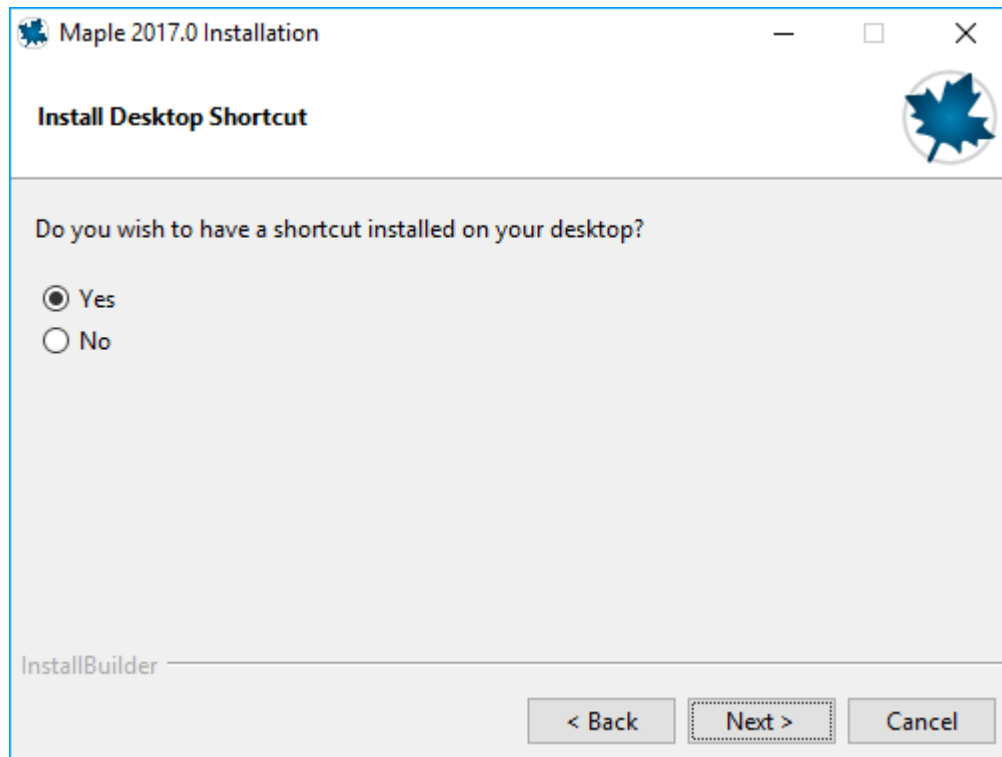 Maple 2017.0 Installation
Install Desktop Shortcut
Do you wish to have a shortcut installed on your desktop?
Yes
No
InstallBuilder
< Back Next > Cancel